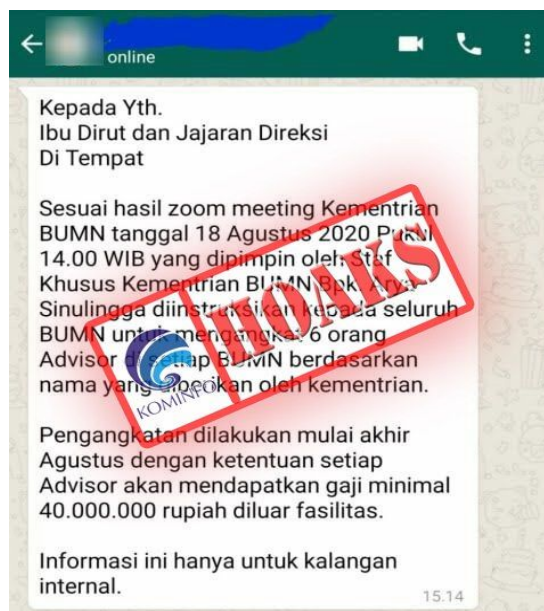 online
Kepada Yth.
Ibu Dirut dan Jajaran Direksi
Di Tempat
Sesuai hasil zoom meeting Kementrian
BUMN tanggal 18 Agustus 2020 Pukul
14.00 WIB yang dipimpin oleh Staf
Khusus Kementrian BUMN Bpk. Arya
Sinulingga diinstruksikan kepada seluruh
BUMN untuk mengangkat 6 orang
Advisor di setiap BUMN berdasarkan
nama yang diberikan oleh kementrian.
Pengangkatan dilakukan mulai akhir
Agustus dengan ketentuan setiap
Advisor akan mendapatkan gaji minimal
40.000.000 rupiah diluar fasilitas.
Informasi ini hanya untuk kalangan
internal.
15.14
KOMINFO
HOAKS